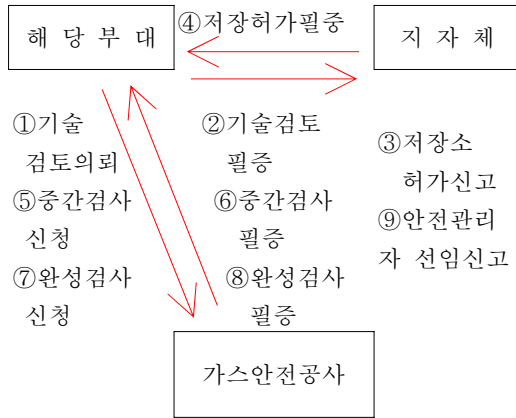 ④저장허가필증
해 당 부 대
지 자 체
①기술
검토의뢰
⑤중간검사
신청
⑦완성검사
신청
②기술검토
필증
⑥중간검사
필증
⑧완성검사
필증
③저장소
허가신고
⑨안전관리
자 선임신고
가스안전공사